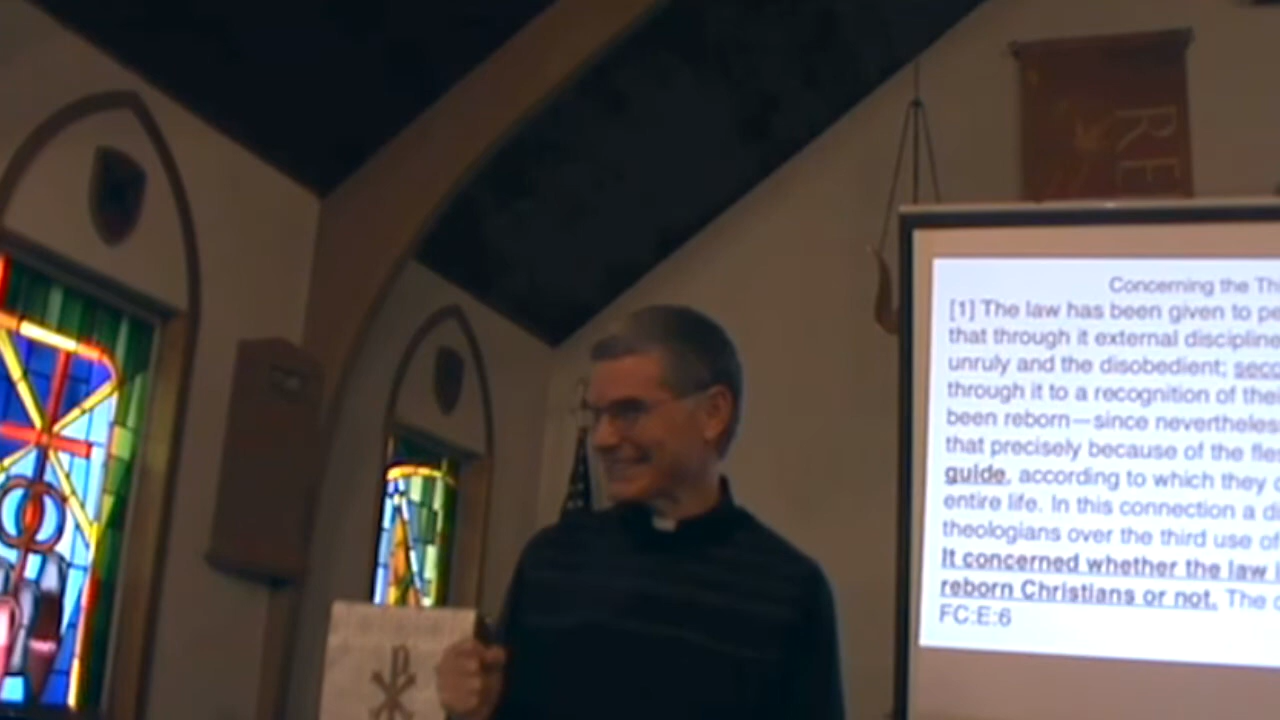 RE
Concerning the Th
[1] The law has been given to pe
that through it external discipline
unruly and the disobedient; seco
through it to a recognition of thei
been reborn—since nevertheless
that precisely because of the fles
guide, according to which they c
entire life. In this connection a di
theologians over the third use of
It concerned whether the law i
reborn Christians or not. The
FC:E:6